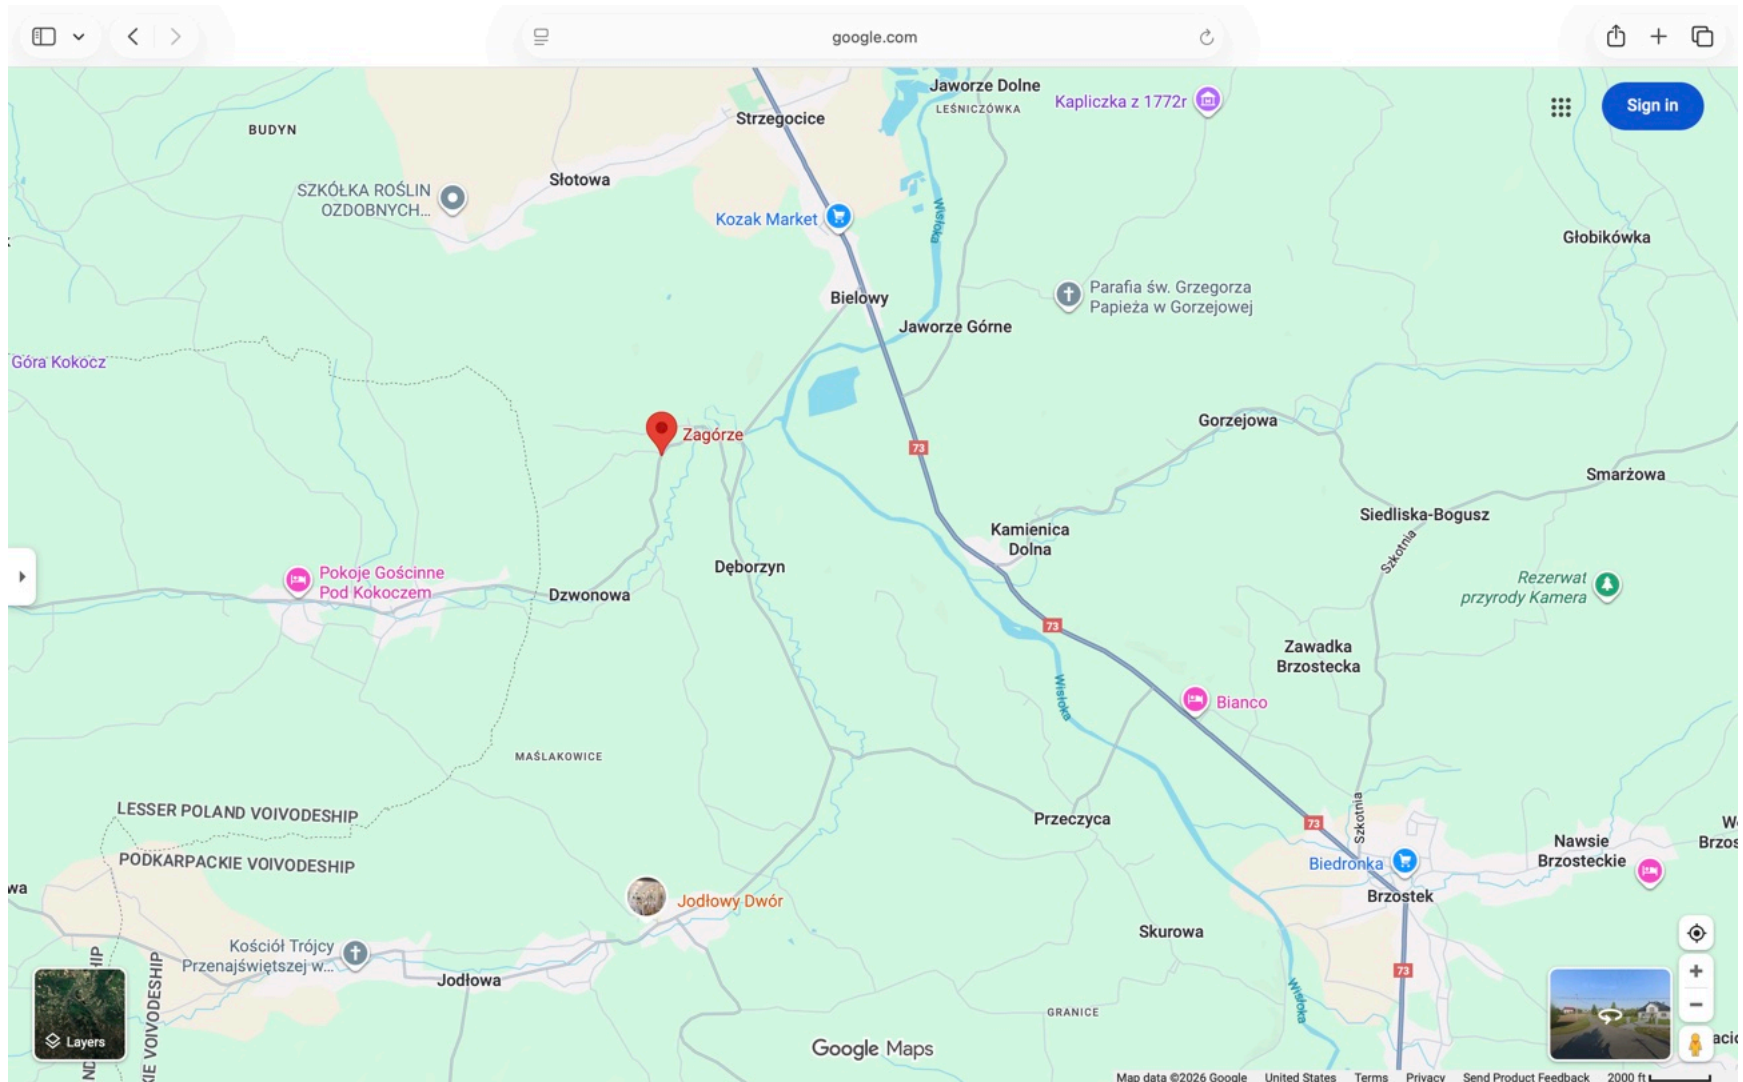 google.com
Jaworze Dolne
LEŚNICZÓWKA
Kapliczka z 1772r
Sign in
Strzegocice
BUDYN
Słotowa
SZKÓŁKA ROŚLIN
OZDOBNYCH...
Kozak Market
Wisłoka
Głobikówka
Bielowy
Parafia św. Grzegorza
Papieża w Gorzejowej
Jaworze Górne
Góra Kokocz
Zagórze
Gorzejowa
73
Smarżowa
Siedliska-Bogusz
Kamienica
Dolna
Szkotnia
Dęborzyn
Pokoje Gościnne
Pod Kokoczem
Dzwonowa
Rezerwat
przyrody Kamera
73
Zawadka
Brzostecka
Wisłoka
Bianco
MAŚLAKOWICE
LESSER POLAND VOIVODESHIP
PODKARPACKIE VOIVODESHIP
Przeczyca
73
Szkotnia
Nawsie
Brzosteckie
Biedronka
Brzostek
wa
Jodłowy Dwór
Skurowa
Kościół Trójcy
Przenajświętszej w...
Jodłowa
73
Wisłoka
GRANICE
Layers
Google Maps
Map data ©2026 Google United States Terms Privacy Send Product Feedback 2000 ft